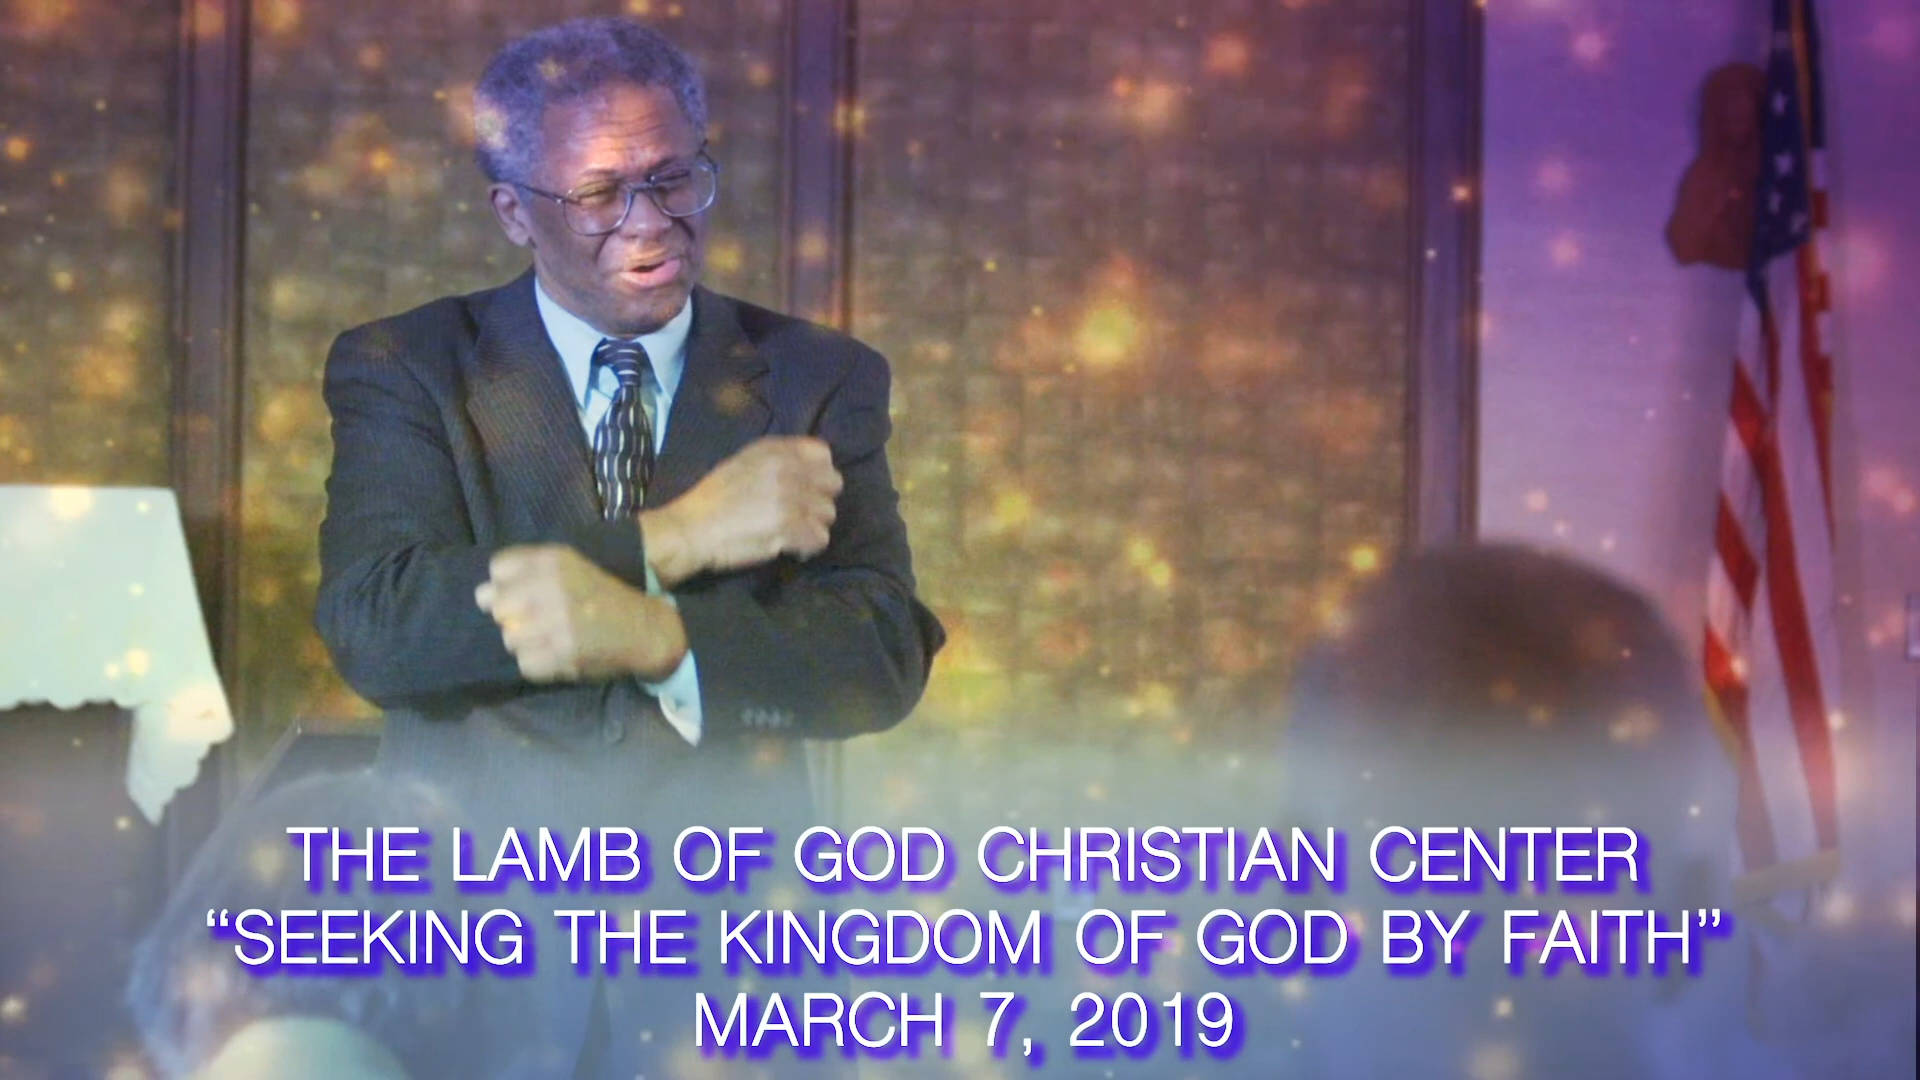 THE LAMB OF GOD CHRISTIAN CENTER
“SEEKING THE KINGDOM OF GOD BY FAITH”
MARCH 7, 2019